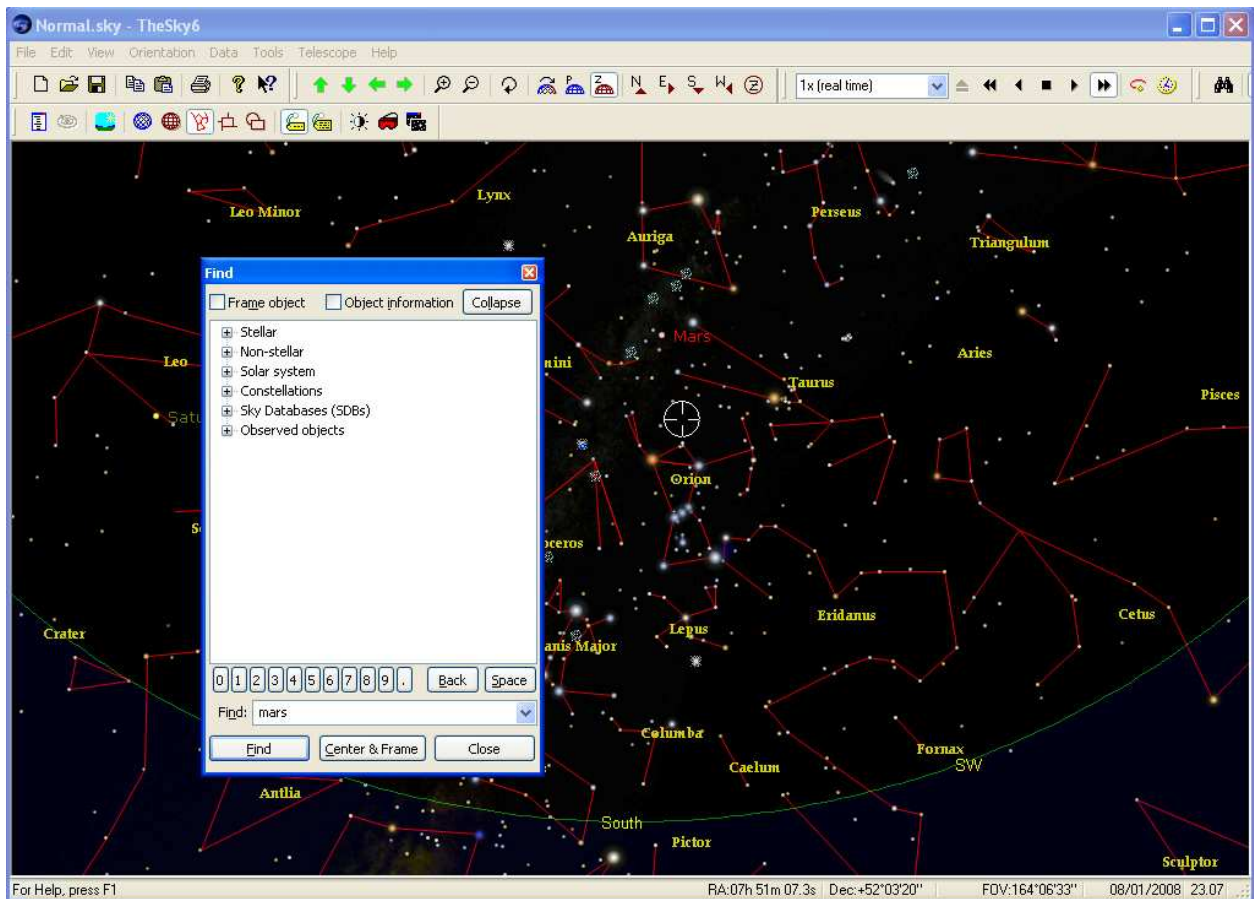 Normal.sky - TheSky6
File Edit View Orientation Data Tools Telescope Help
P Z N E S W Z 1x (real time)
Leo Minor
Lynx
Auriga
Perseus
Triangulum
Find
Frame object Object information Collapse
Stellar
Non-stellar
Solar system
Constellations
Sky Databases (SDBs)
Observed objects
0 1 2 3 4 5 6 7 8 9 . Back Space
Find: mars
Find Center & Frame Close
Mars
Leo
Aries
Taurus
Pisces
Orion
Eridanus
Cetus
Crater
Lepus
Major
Columba
Fornax
SW
Caelum
Antlia
South
Pictor
Sculptor
For Help, press F1 RA:07h 51m 07.3s Dec:+52°03'20" FOV:164°06'33" 08/01/2008 23.07